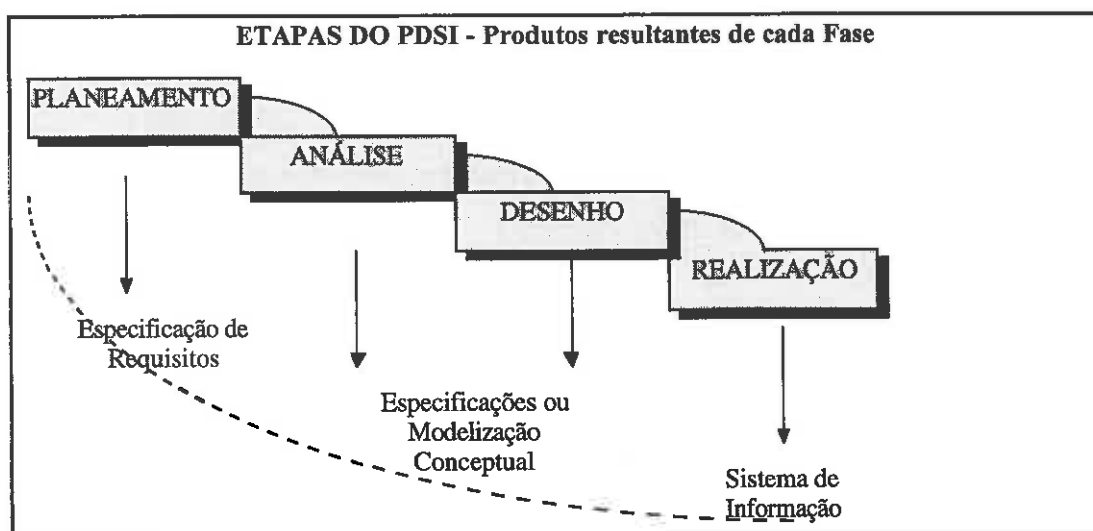 ETAPAS DO PDSI - Produtos resultantes de cada Fase
PLANEAMENTO
ANÁLISE
DESENHO
REALIZAÇÃO
Especificação de
Requisitos
Especificações ou
Modelização
Conceptual
Sistema de
Informação